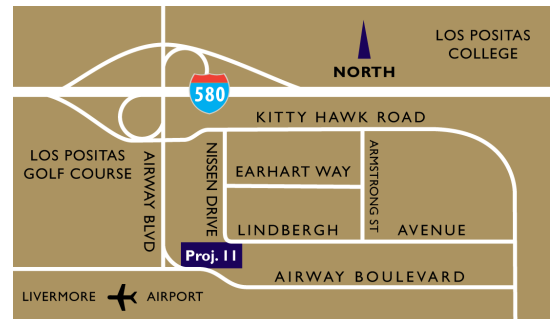 LOS POSITAS
COLLEGE
NORTH
580
KITTY HAWK ROAD
LOS POSITAS
GOLF COURSE
AIRWAY BLVD
NISSEN DRIVE
EARHART WAY
ARMSTRONG ST
LINDBERGH AVENUE
Proj. 11
AIRWAY BOULEVARD
LIVERMORE AIRPORT